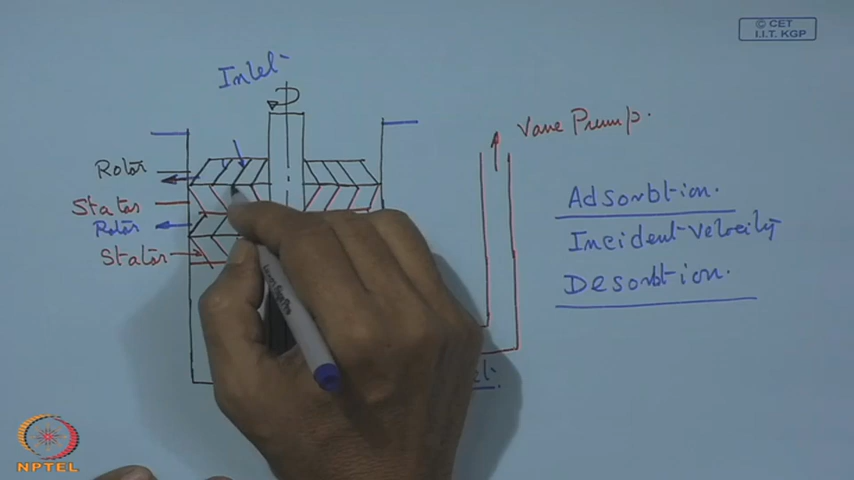 © CET
I.I.T. KGP
Inlet
Vane Pump.
Rotor
Stator
Rotor
Stator
Adsorbtion.
Incident-velocity
Desorbtion.
NPTEL